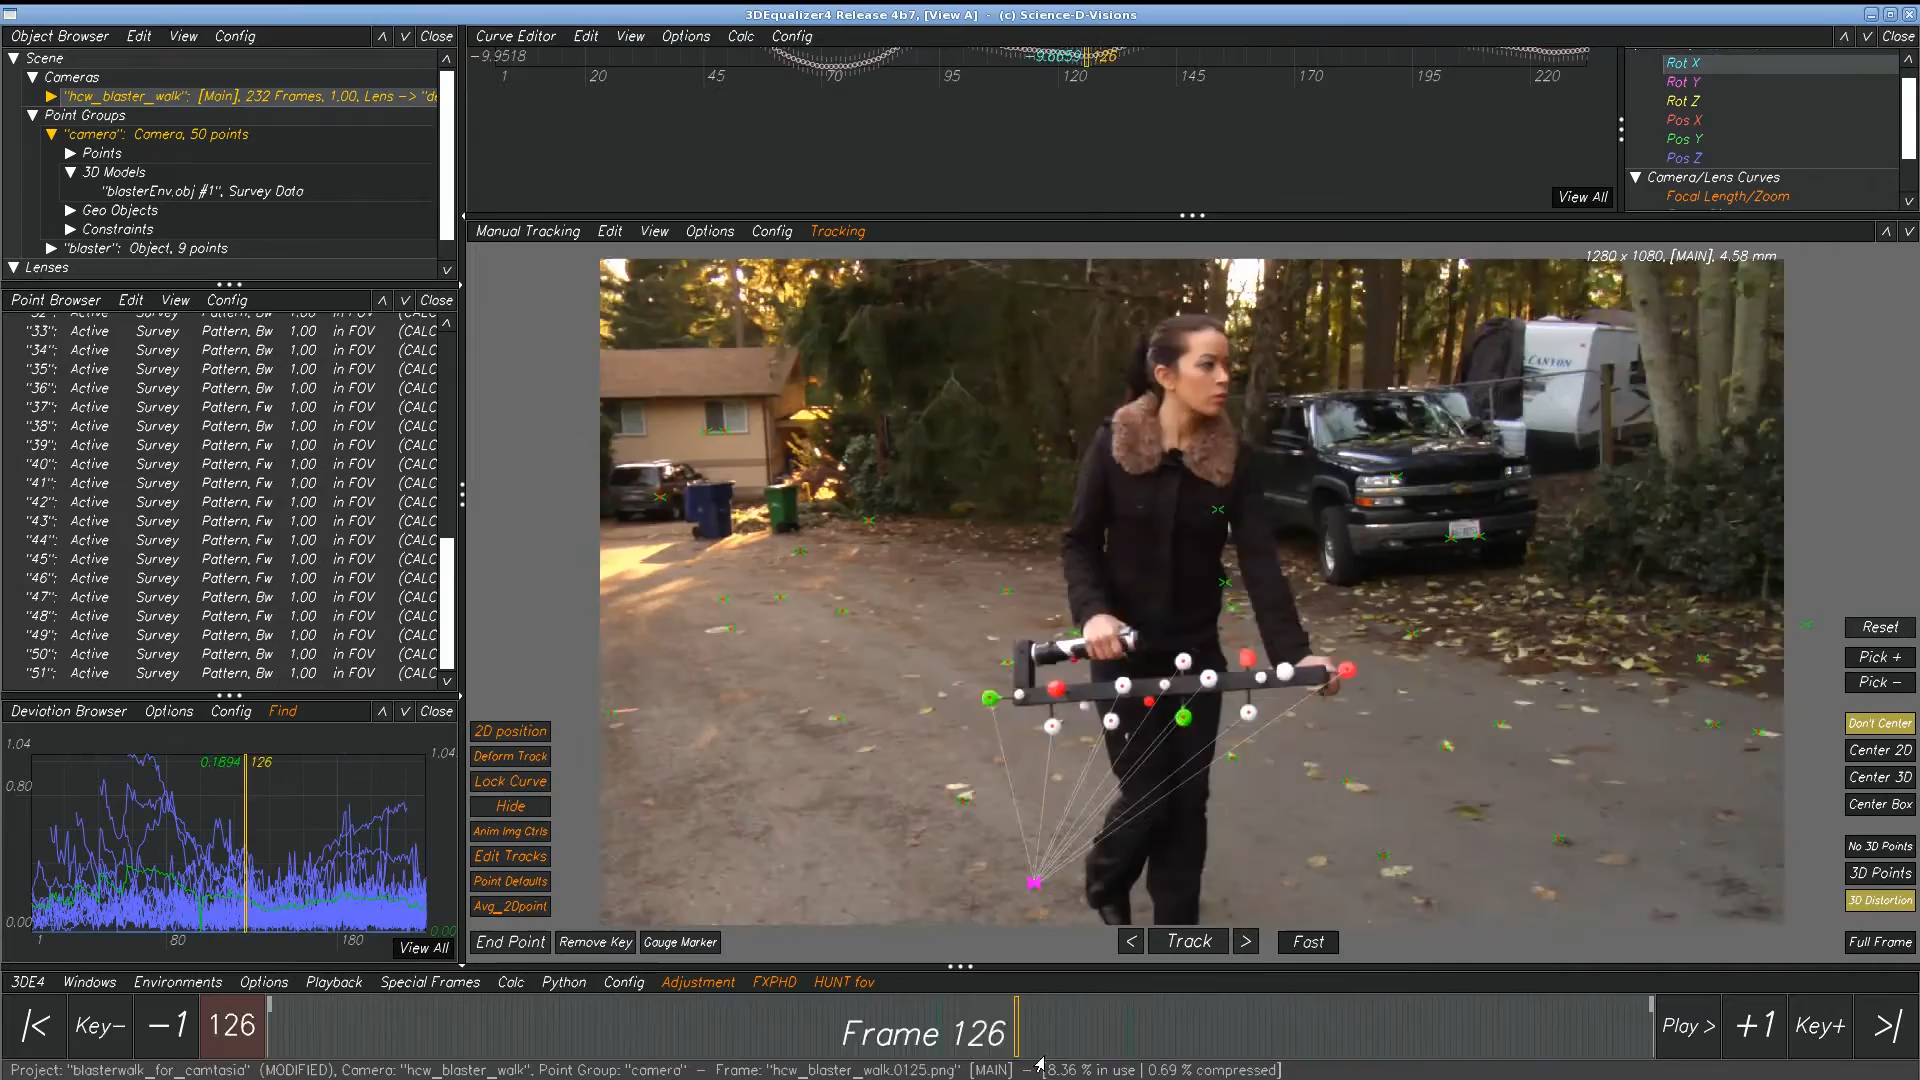 3DEqualizer4 Release 4b7, [View A]  -  (c) Science-D-Visions
Object Browser Edit View Config Close
Scene
Cameras
"hcw_blaster_walk": [Main], 232 Frames, 1.00, Lens -> "de
Point Groups
"camera": Camera, 50 points
Points
3D Models
"blasterEnv.obj #1", Survey Data
Geo Objects
Constraints
"blaster": Object, 9 points
Lenses
Point Browser Edit View Config Close
"33": Active Survey Pattern, Bw 1.00 in FOV (CALC
"34": Active Survey Pattern, Bw 1.00 in FOV (CALC
"35": Active Survey Pattern, Bw 1.00 in FOV (CALC
"36": Active Survey Pattern, Bw 1.00 in FOV (CALC
"37": Active Survey Pattern, Fw 1.00 in FOV (CALC
"38": Active Survey Pattern, Bw 1.00 in FOV (CALC
"39": Active Survey Pattern, Fw 1.00 in FOV (CALC
"40": Active Survey Pattern, Fw 1.00 in FOV (CALC
"41": Active Survey Pattern, Fw 1.00 in FOV (CALC
"42": Active Survey Pattern, Fw 1.00 in FOV (CALC
"43": Active Survey Pattern, Fw 1.00 in FOV (CALC
"44": Active Survey Pattern, Fw 1.00 in FOV (CALC
"45": Active Survey Pattern, Fw 1.00 in FOV (CALC
"46": Active Survey Pattern, Fw 1.00 in FOV (CALC
"47": Active Survey Pattern, Bw 1.00 in FOV (CALC
"48": Active Survey Pattern, Fw 1.00 in FOV (CALC
"49": Active Survey Pattern, Bw 1.00 in FOV (CALC
"50": Active Survey Pattern, Bw 1.00 in FOV (CALC
"51": Active Survey Pattern, Bw 1.00 in FOV (CALC
Deviation Browser Options Config Find Close
1.04 1.04
0.1894 126
0.80
0.00 0.00
1 80 180
View All
Curve Editor Edit View Options Calc Config Close
-9.9518 -9.6659 126
1 20 45 70 95 120 145 170 195 220
View All
Rot X
Rot Y
Rot Z
Pos X
Pos Y
Pos Z
Camera/Lens Curves
Focal Length/Zoom
Manual Tracking Edit View Options Config Tracking
1280 x 1080, [MAIN], 4.58 mm
CANYON
2D position
Deform Track
Lock Curve
Hide
Anim Img Ctrls
Edit Tracks
Point Defaults
Avg_2Dpoint
Reset
Pick +
Pick -
Don't Center
Center 2D
Center 3D
Center Box
No 3D Points
3D Points
3D Distortion
Full Frame
End Point Remove Key Gauge Marker < Track > Fast
3DE4 Windows Environments Options Playback Special Frames Calc Python Config Adjustment FXPHD HUNT fov
|< Key- -1 126 Frame 126 Play > +1 Key+ >|
Project: "blasterwalk_for_camtasia" (MODIFIED), Camera: "hcw_blaster_walk", Point Group: "camera" - Frame: "hcw_blaster_walk.0125.png" [MAIN] - [8.36 % in use | 0.69 % compressed]